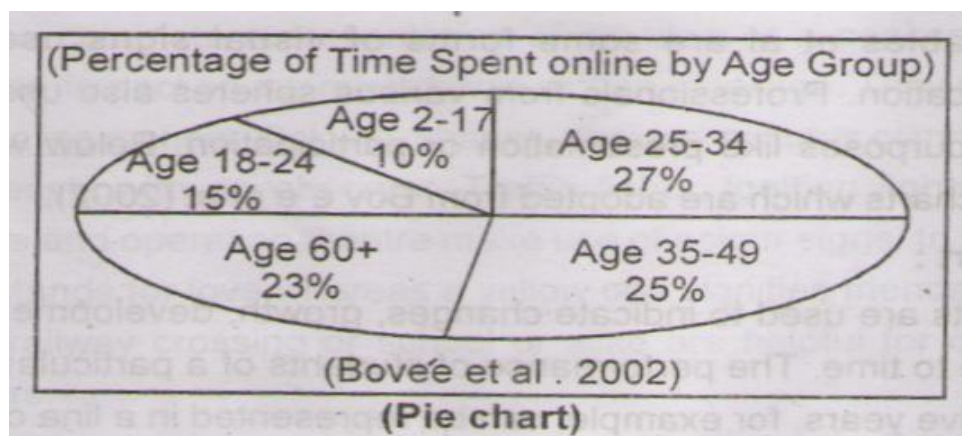 (Percentage of Time Spent online by Age Group)
Age 2-17
10%
Age 25-34
27%
Age 18-24
15%
Age 60+
23%
Age 35-49
25%
(Boveé et al . 2002)
(Pie chart)